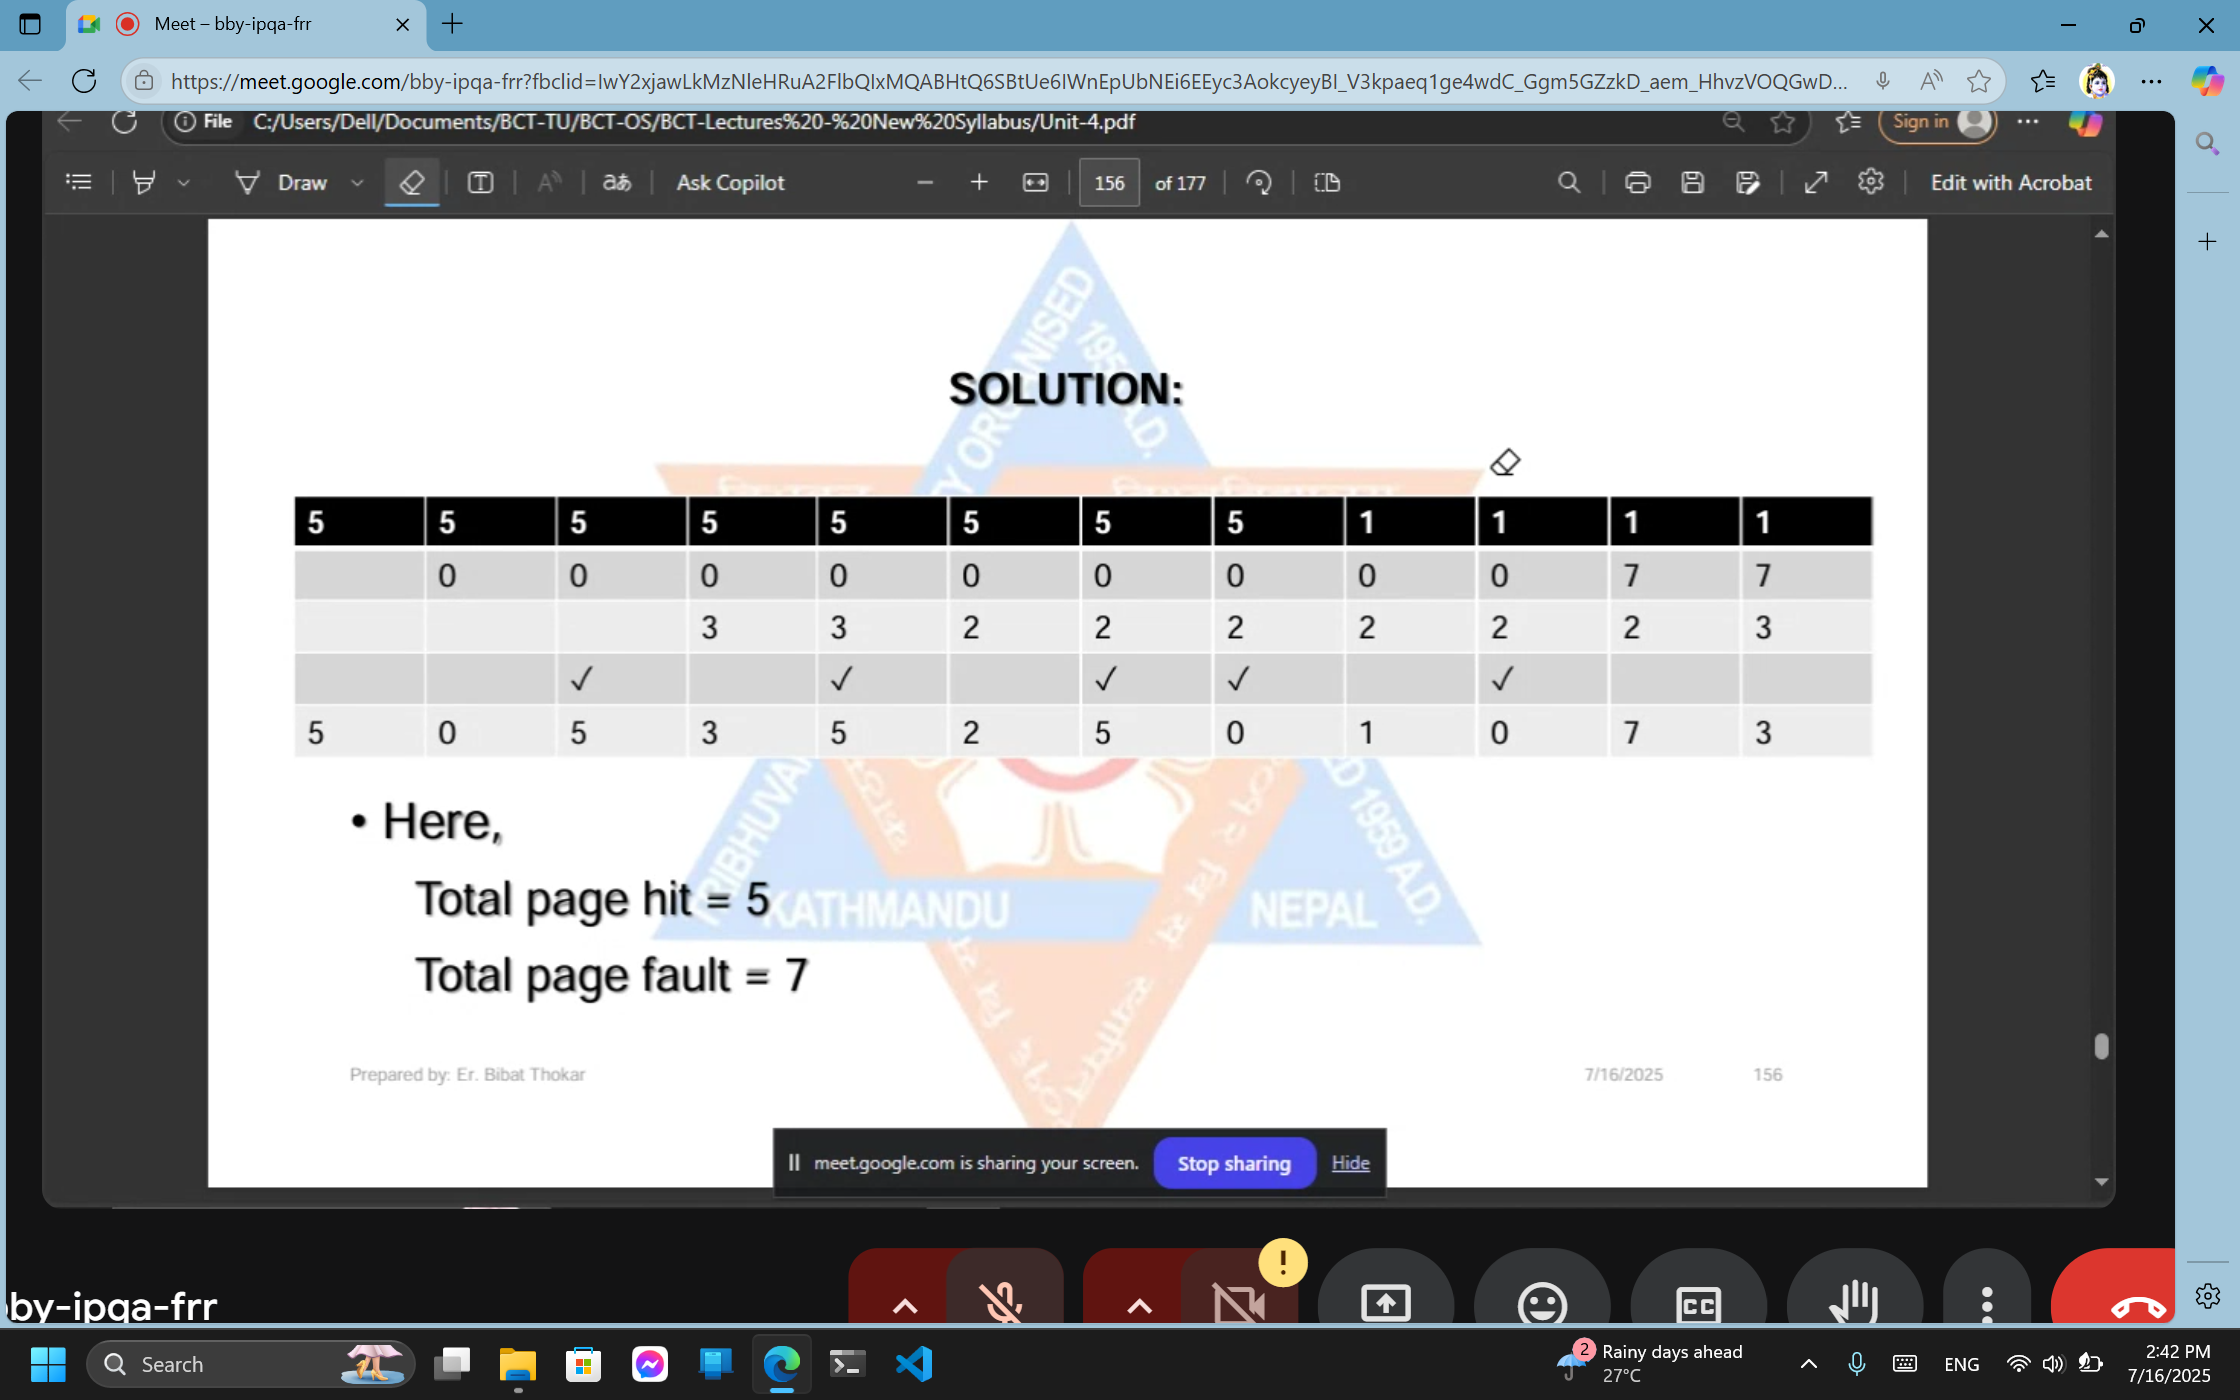 Meet – bby-ipqa-frr
https://meet.google.com/bby-ipqa-frr?fbclid=IwY2xjawLkMzNleHRuA2FlbQIxMQABHtQ6SBtUe6IWnEpUbNEi6EEyc3AokcyeyBI_V3kpaeq1ge4wdC_Ggm5GZzkD_aem_HhvzVOQGwD...
File C:/Users/Dell/Documents/BCT-TU/BCT-OS/BCT-Lectures%20-%20New%20Syllabus/Unit-4.pdf Sign in
Draw Ask Copilot 156 of 177 Edit with Acrobat
SOLUTION:
5 5 5 5 5 5 5 5 1 1 1 1
0 0 0 0 0 0 0 0 0 7 7
3 3 2 2 2 2 2 2 3
✓ ✓ ✓ ✓ ✓
5 0 5 3 5 2 5 0 1 0 7 3
• Here,
Total page hit = 5
Total page fault = 7
KATHMANDU NEPAL
Prepared by: Er. Bibat Thokar 7/16/2025 156
meet.google.com is sharing your screen. Stop sharing Hide
by-ipqa-frr
CC
Search
2 Rainy days ahead
27°C
ENG
2:42 PM
7/16/2025